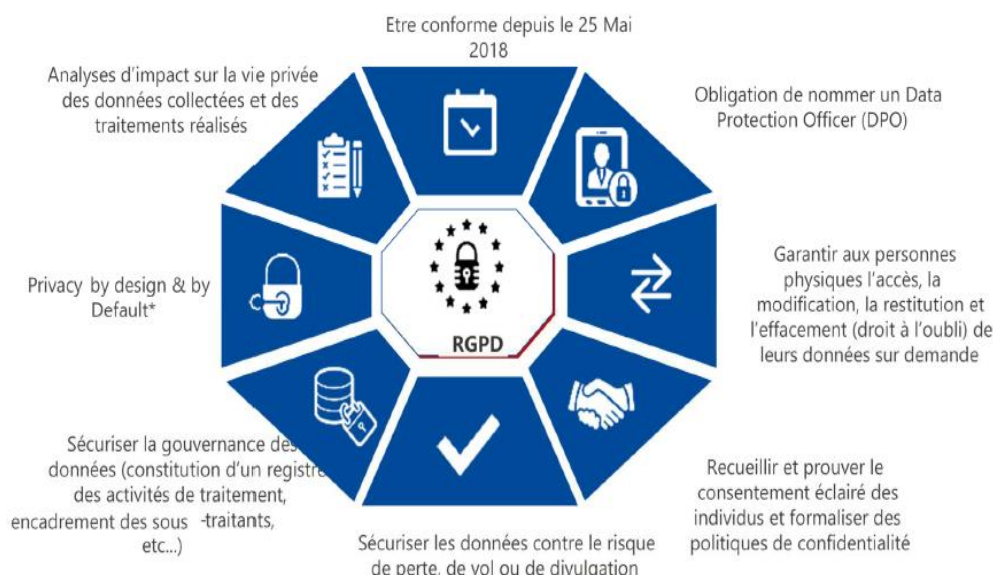 Etre conforme depuis le 25 Mai
2018
Obligation de nommer un Data
Protection Officer (DPO)
Garantir aux personnes
physiques l'accès, la
modification, la restitution et
l'effacement (droit à l'oubli) de
leurs données sur demande
Recueillir et prouver le
consentement éclairé des
individus et formaliser des
politiques de confidentialité
Sécuriser les données contre le risque
de perte, de vol ou de divulgation
Sécuriser la gouvernance des
données (constitution d'un registre
des activités de traitement,
encadrement des sous -traitants,
etc...)
Privacy by design & by
Default*
Analyses d'impact sur la vie privée
des données collectées et des
traitements réalisés
RGPD